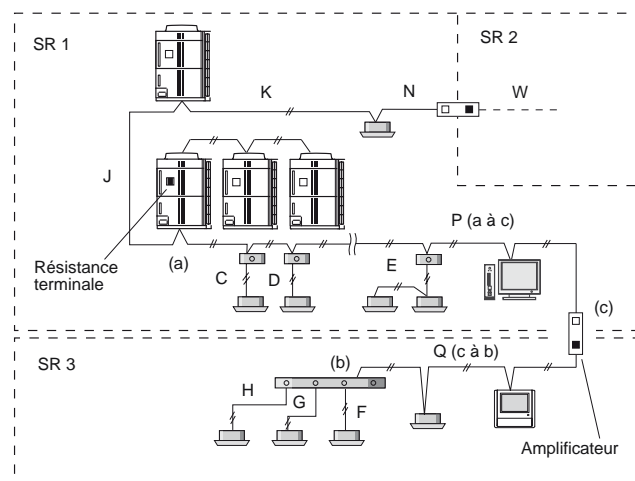 SR 1
SR 2
K
N
W
J
P (a à c)
Résistance
terminale
(a)
C
D
E
(c)
SR 3
(b)
Q (c à b)
H
G
F
Amplificateur